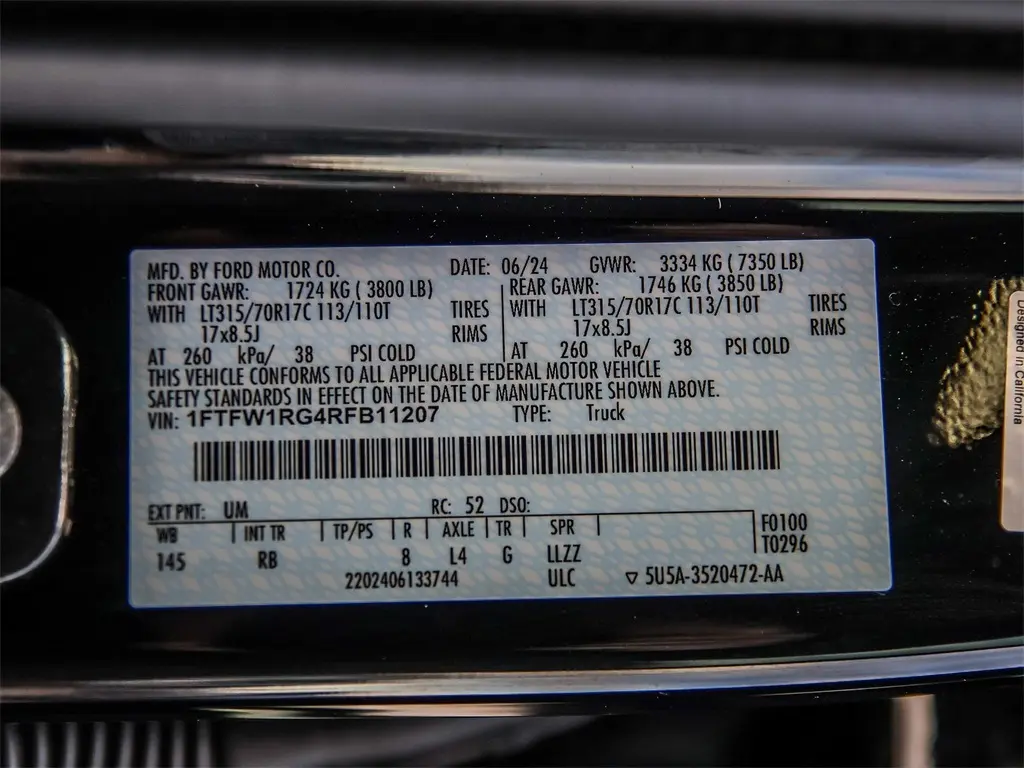 MFD. BY FORD MOTOR CO. DATE: 06/24 GVWR: 3334 KG ( 7350 LB)
FRONT GAWR: 1724 KG ( 3800 LB) REAR GAWR: 1746 KG ( 3850 LB)
WITH LT315/70R17C 113/110T TIRES WITH LT315/70R17C 113/110T TIRES
17x8.5J RIMS 17x8.5J RIMS
AT 260 kPa/ 38 PSI COLD AT 260 kPa/ 38 PSI COLD
THIS VEHICLE CONFORMS TO ALL APPLICABLE FEDERAL MOTOR VEHICLE
SAFETY STANDARDS IN EFFECT ON THE DATE OF MANUFACTURE SHOWN ABOVE.
VIN: 1FTFW1RG4RFB11207 TYPE: Truck
EXT PNT: UM RC: 52 DSO:
WB INT TR TP/PS R AXLE TR SPR F0100
145 RB 8 L4 G LLZZ T0296
2202406133744 ULC ▽ 5U5A-3520472-AA
Designed in California